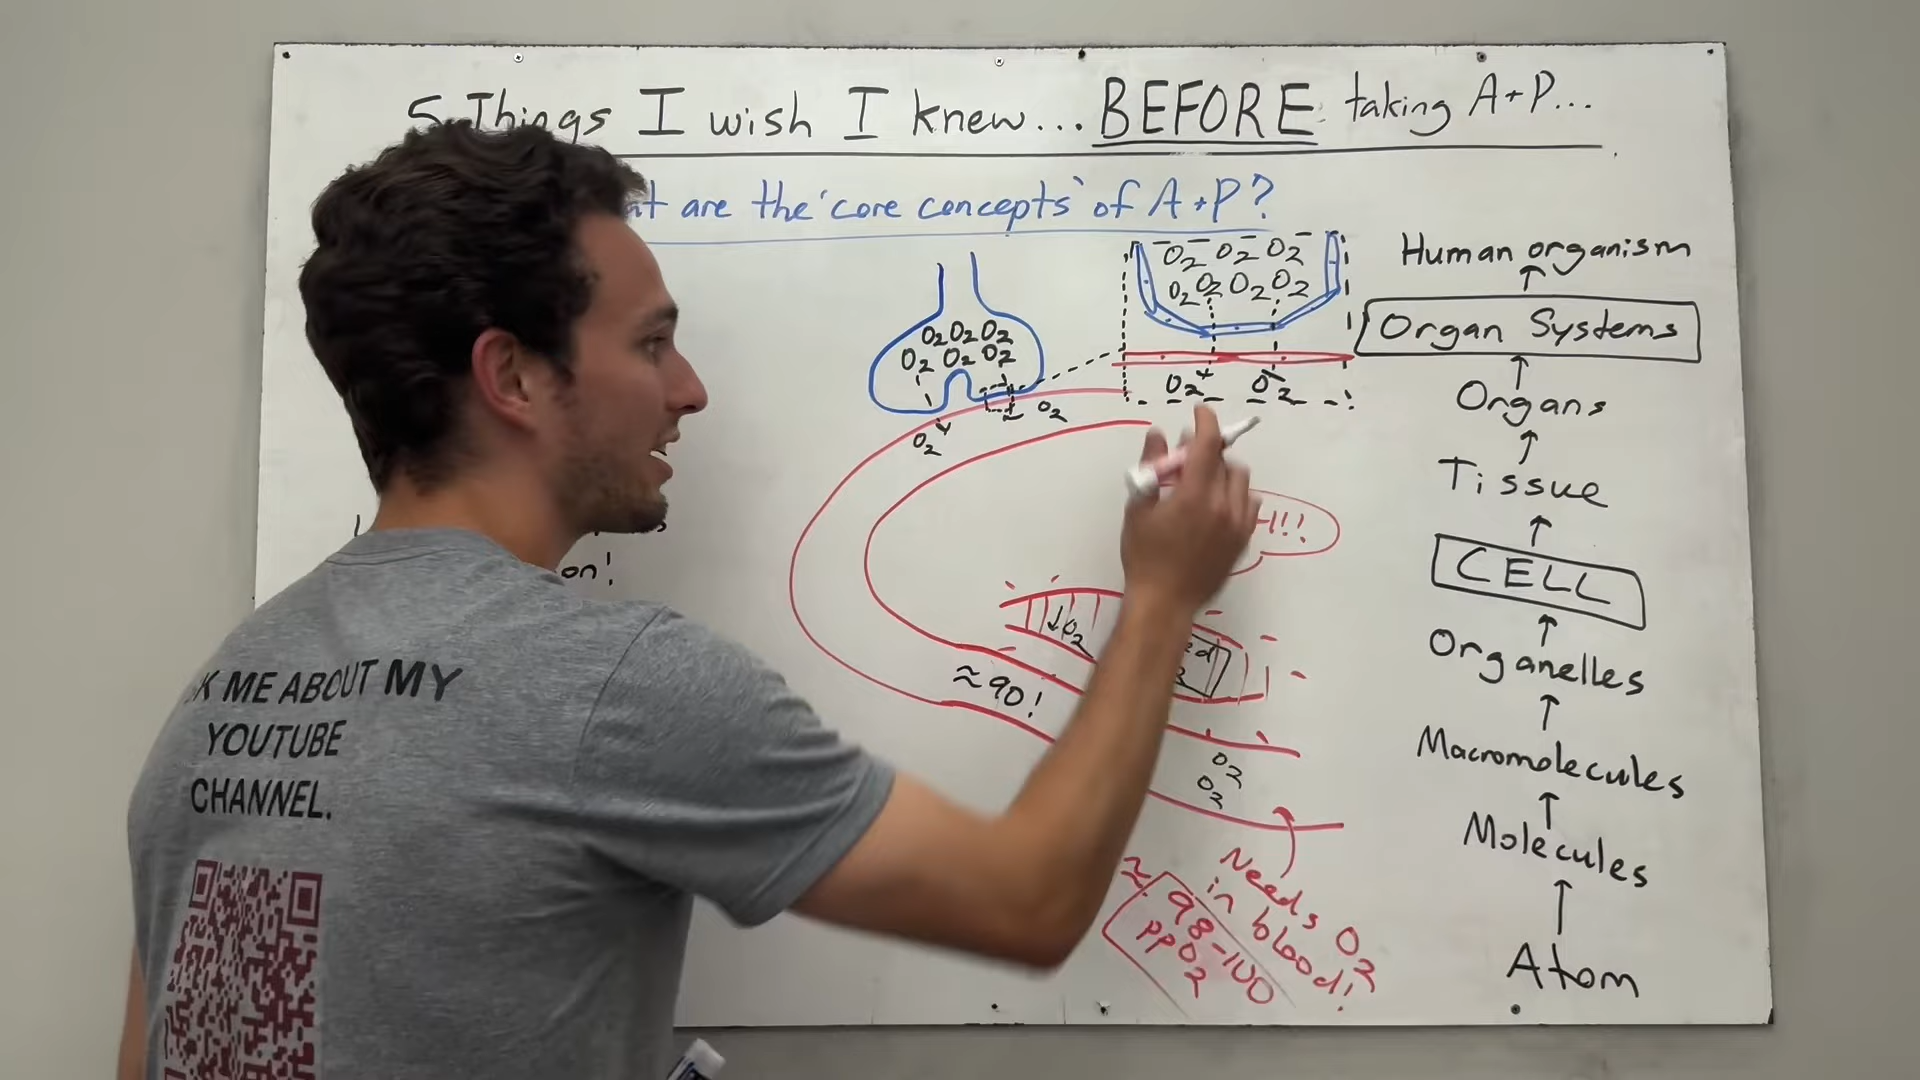 5 Things I wish I knew... BEFORE taking A+P...
are the 'core concepts' of A+P?
O2 O2 O2
O2 O2 O2
O2
O2
O2 O2 O2
O2 O2 O2 O2
O2 O2
on!
!!!
↓O2
≈90!
O2
O2
Needs O2
in blood!
≈ 98-100
ppO2
Human organism
↑
Organ Systems
↑
Organs
↑
Tissue
↑
CELL
↑
Organelles
↑
Macromolecules
↑
Molecules
↑
Atom
ME ABOUT MY
YOUTUBE
CHANNEL.